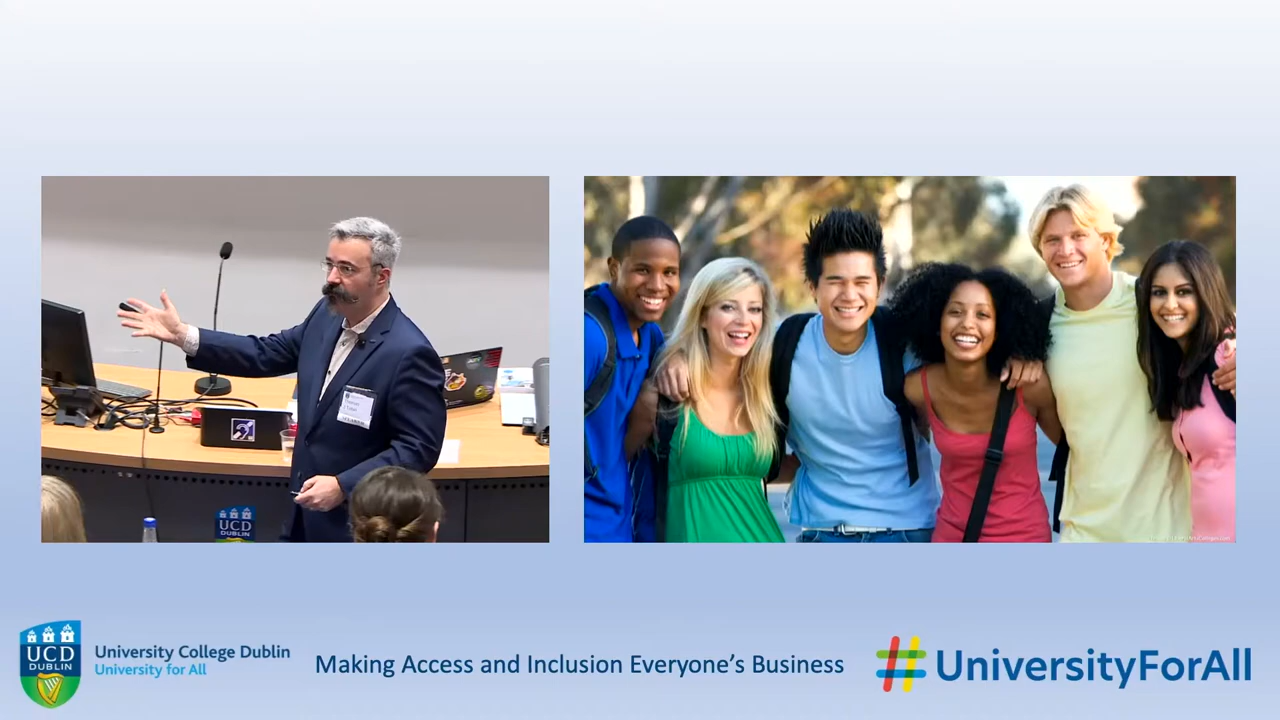 UCD
DUBLIN
UCD
DUBLIN
University College Dublin
University for All
Making Access and Inclusion Everyone's Business
#UniversityForAll